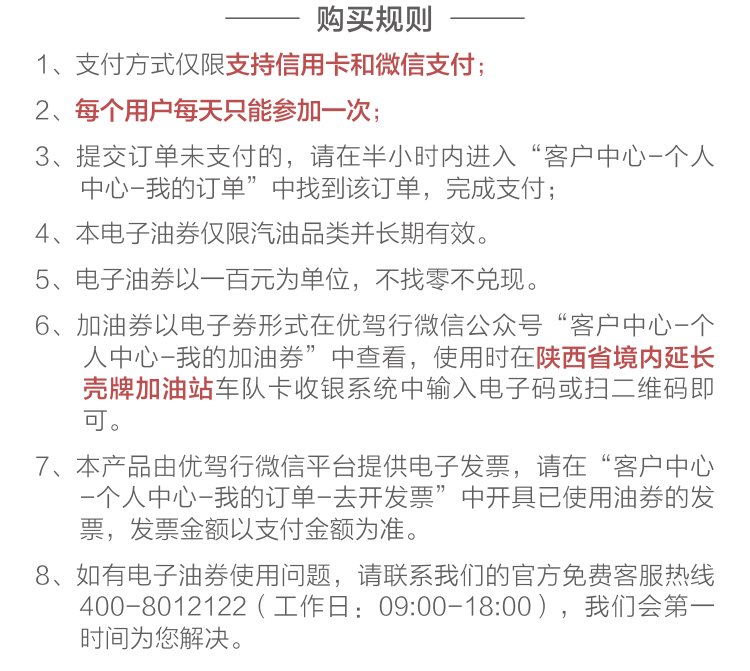 购买规则
1、支付方式仅限支持信用卡和微信支付；
2、每个用户每天只能参加一次；
3、提交订单未支付的，请在半小时内进入“客户中心-个人
中心-我的订单”中找到该订单，完成支付；
4、本电子油券仅限汽油品类并长期有效。
5、电子油券以一百元为单位，不找零不兑现。
6、加油券以电子券形式在优驾行微信公众号“客户中心-个
人中心-我的加油券”中查看，使用时在陕西省境内延长
壳牌加油站车队卡收银系统中输入电子码或扫二维码即
可。
7、本产品由优驾行微信平台提供电子发票，请在“客户中心
-个人中心-我的订单-去开发票”中开具已使用油券的发
票，发票金额以支付金额为准。
8、如有电子油券使用问题，请联系我们的官方免费客服热线
400-8012122（工作日：09:00-18:00），我们会第一
时间为您解决。